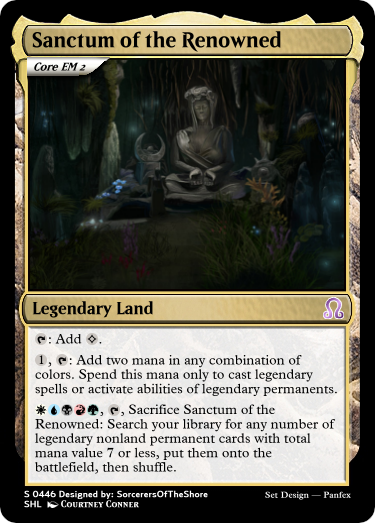 Sanctum of the Renowned
Core EM 2
Legendary Land
: Add .
1, : Add two mana in any combination of
colors. Spend this mana only to cast legendary
spells or activate abilities of legendary permanents.
, , Sacrifice Sanctum of the
Renowned: Search your library for any number of
legendary nonland permanent cards with total
mana value 7 or less, put them onto the
battlefield, then shuffle.
S 0446 Designed by: SorcerersOfTheShore
Set Design — Panfex
SHL Courtney Conner